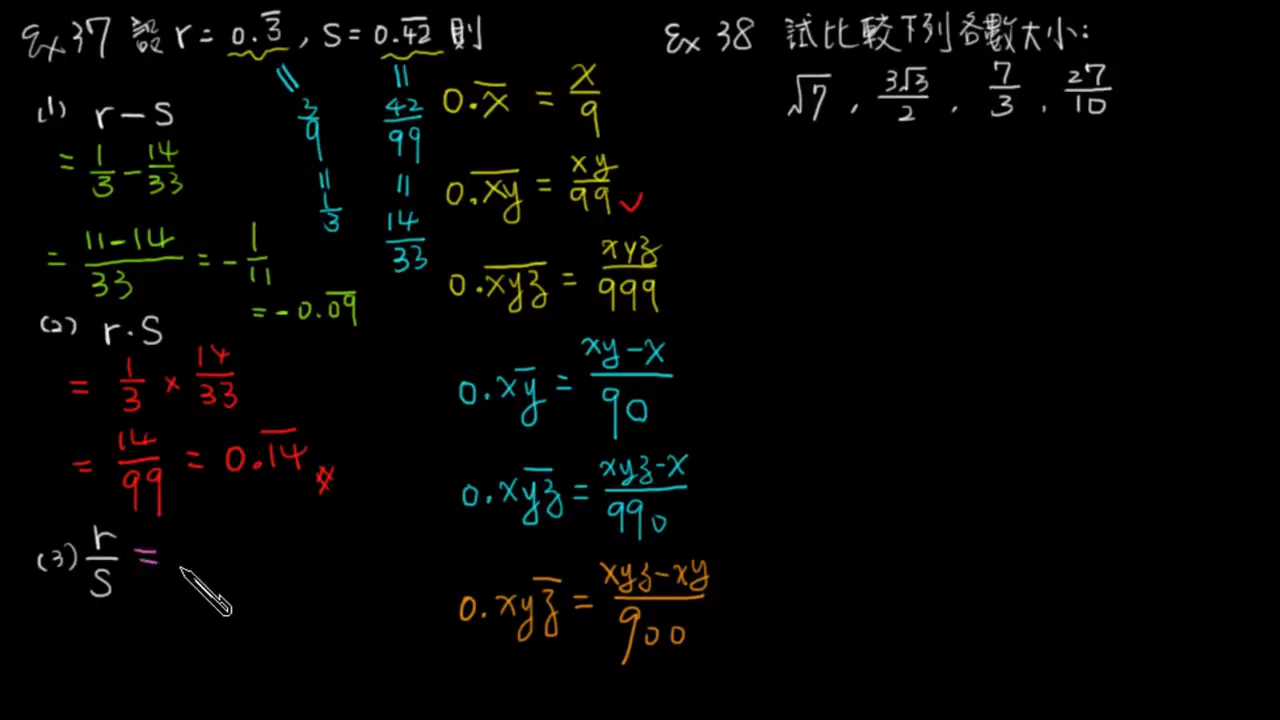 Ex 37 設 r = 0.3̅ , S = 0.4̅2̅ 則
= 3/9 = 1/3
= 42/99 = 14/33
(1) r - S
= 1/3 - 14/33
= (11-14)/33 = -1/11
= -0.0̅9̅
(2) r·S
= 1/3 × 14/33
= 14/99 = 0.1̅4̅
(3) r/S =
0.x̅ = x/9
0.x̅y̅ = xy/99 ✓
0.x̅y̅z̅ = xyz/999
0.xy̅ = (xy-x)/90
0.xy̅z̅ = (xyz-x)/990
0.xyz̅ = (xyz-xy)/900
Ex 38 試比較下列各數大小:
√7 , 3√3/2 , 7/3 , 27/10